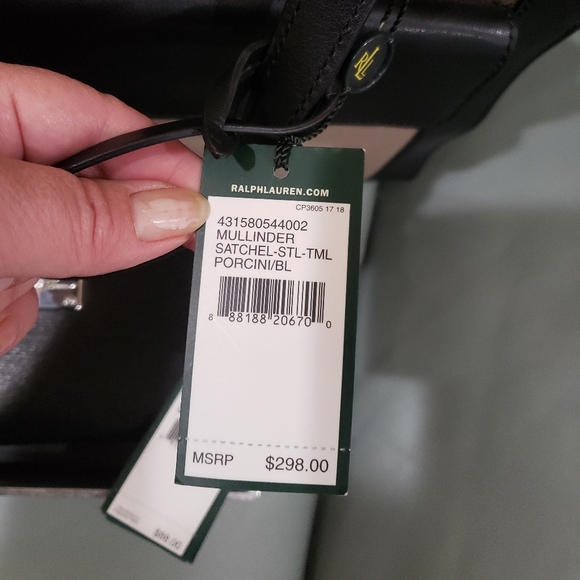 RL
RALPHLAUREN.COM
CP3605 17 18
431580544002
MULLINDER
SATCHEL-STL-TML
PORCINI/BL
8 88188 20670 0
MSRP $298.00